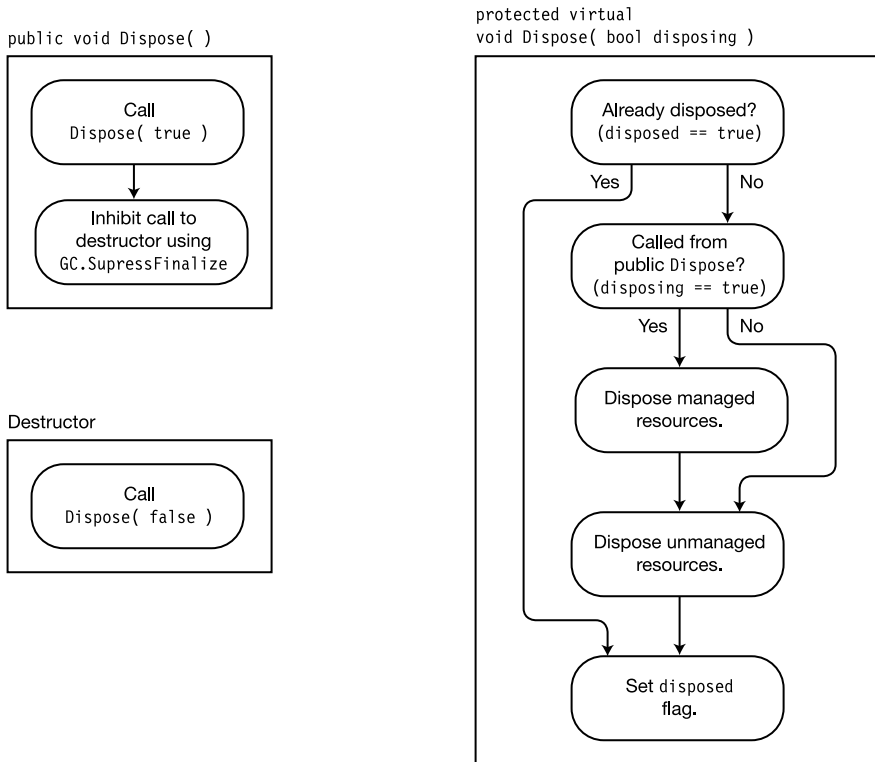 public void Dispose( )
Call
Dispose( true )
Inhibit call to
destructor using
GC.SupressFinalize
Destructor
Call
Dispose( false )
protected virtual
void Dispose( bool disposing )
Already disposed?
(disposed == true)
Yes
No
Called from
public Dispose?
(disposing == true)
Yes
No
Dispose managed
resources.
Dispose unmanaged
resources.
Set disposed
flag.